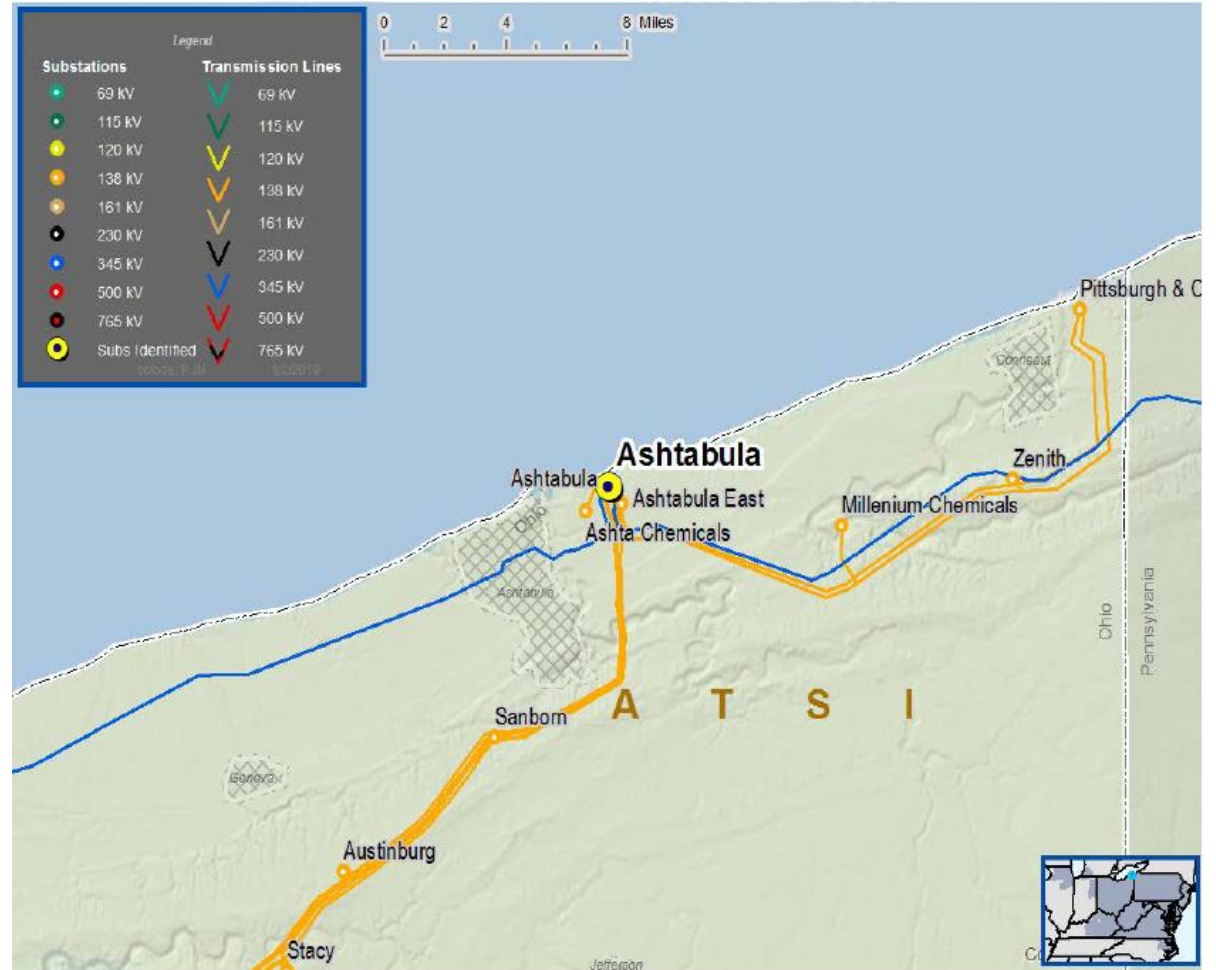 Legend
Substations Transmission Lines
69 kV 69 kV
115 kV 115 kV
120 kV 120 kV
138 kV 138 kV
161 kV 161 kV
230 kV 230 kV
345 kV 345 kV
500 kV 500 kV
765 kV 765 kV
Subs Identified
0 2 4 8 Miles
Pittsburgh & C
Conneaut
Ashtabula
Zenith
Ashtabula
Ashtabula East
Millenium Chemicals
Ohio
Ashta Chemicals
Ashtabula
Ohio
Pennsylvania
Sanborn
A T S I
Geneva
Austinburg
Stacy
Jefferson